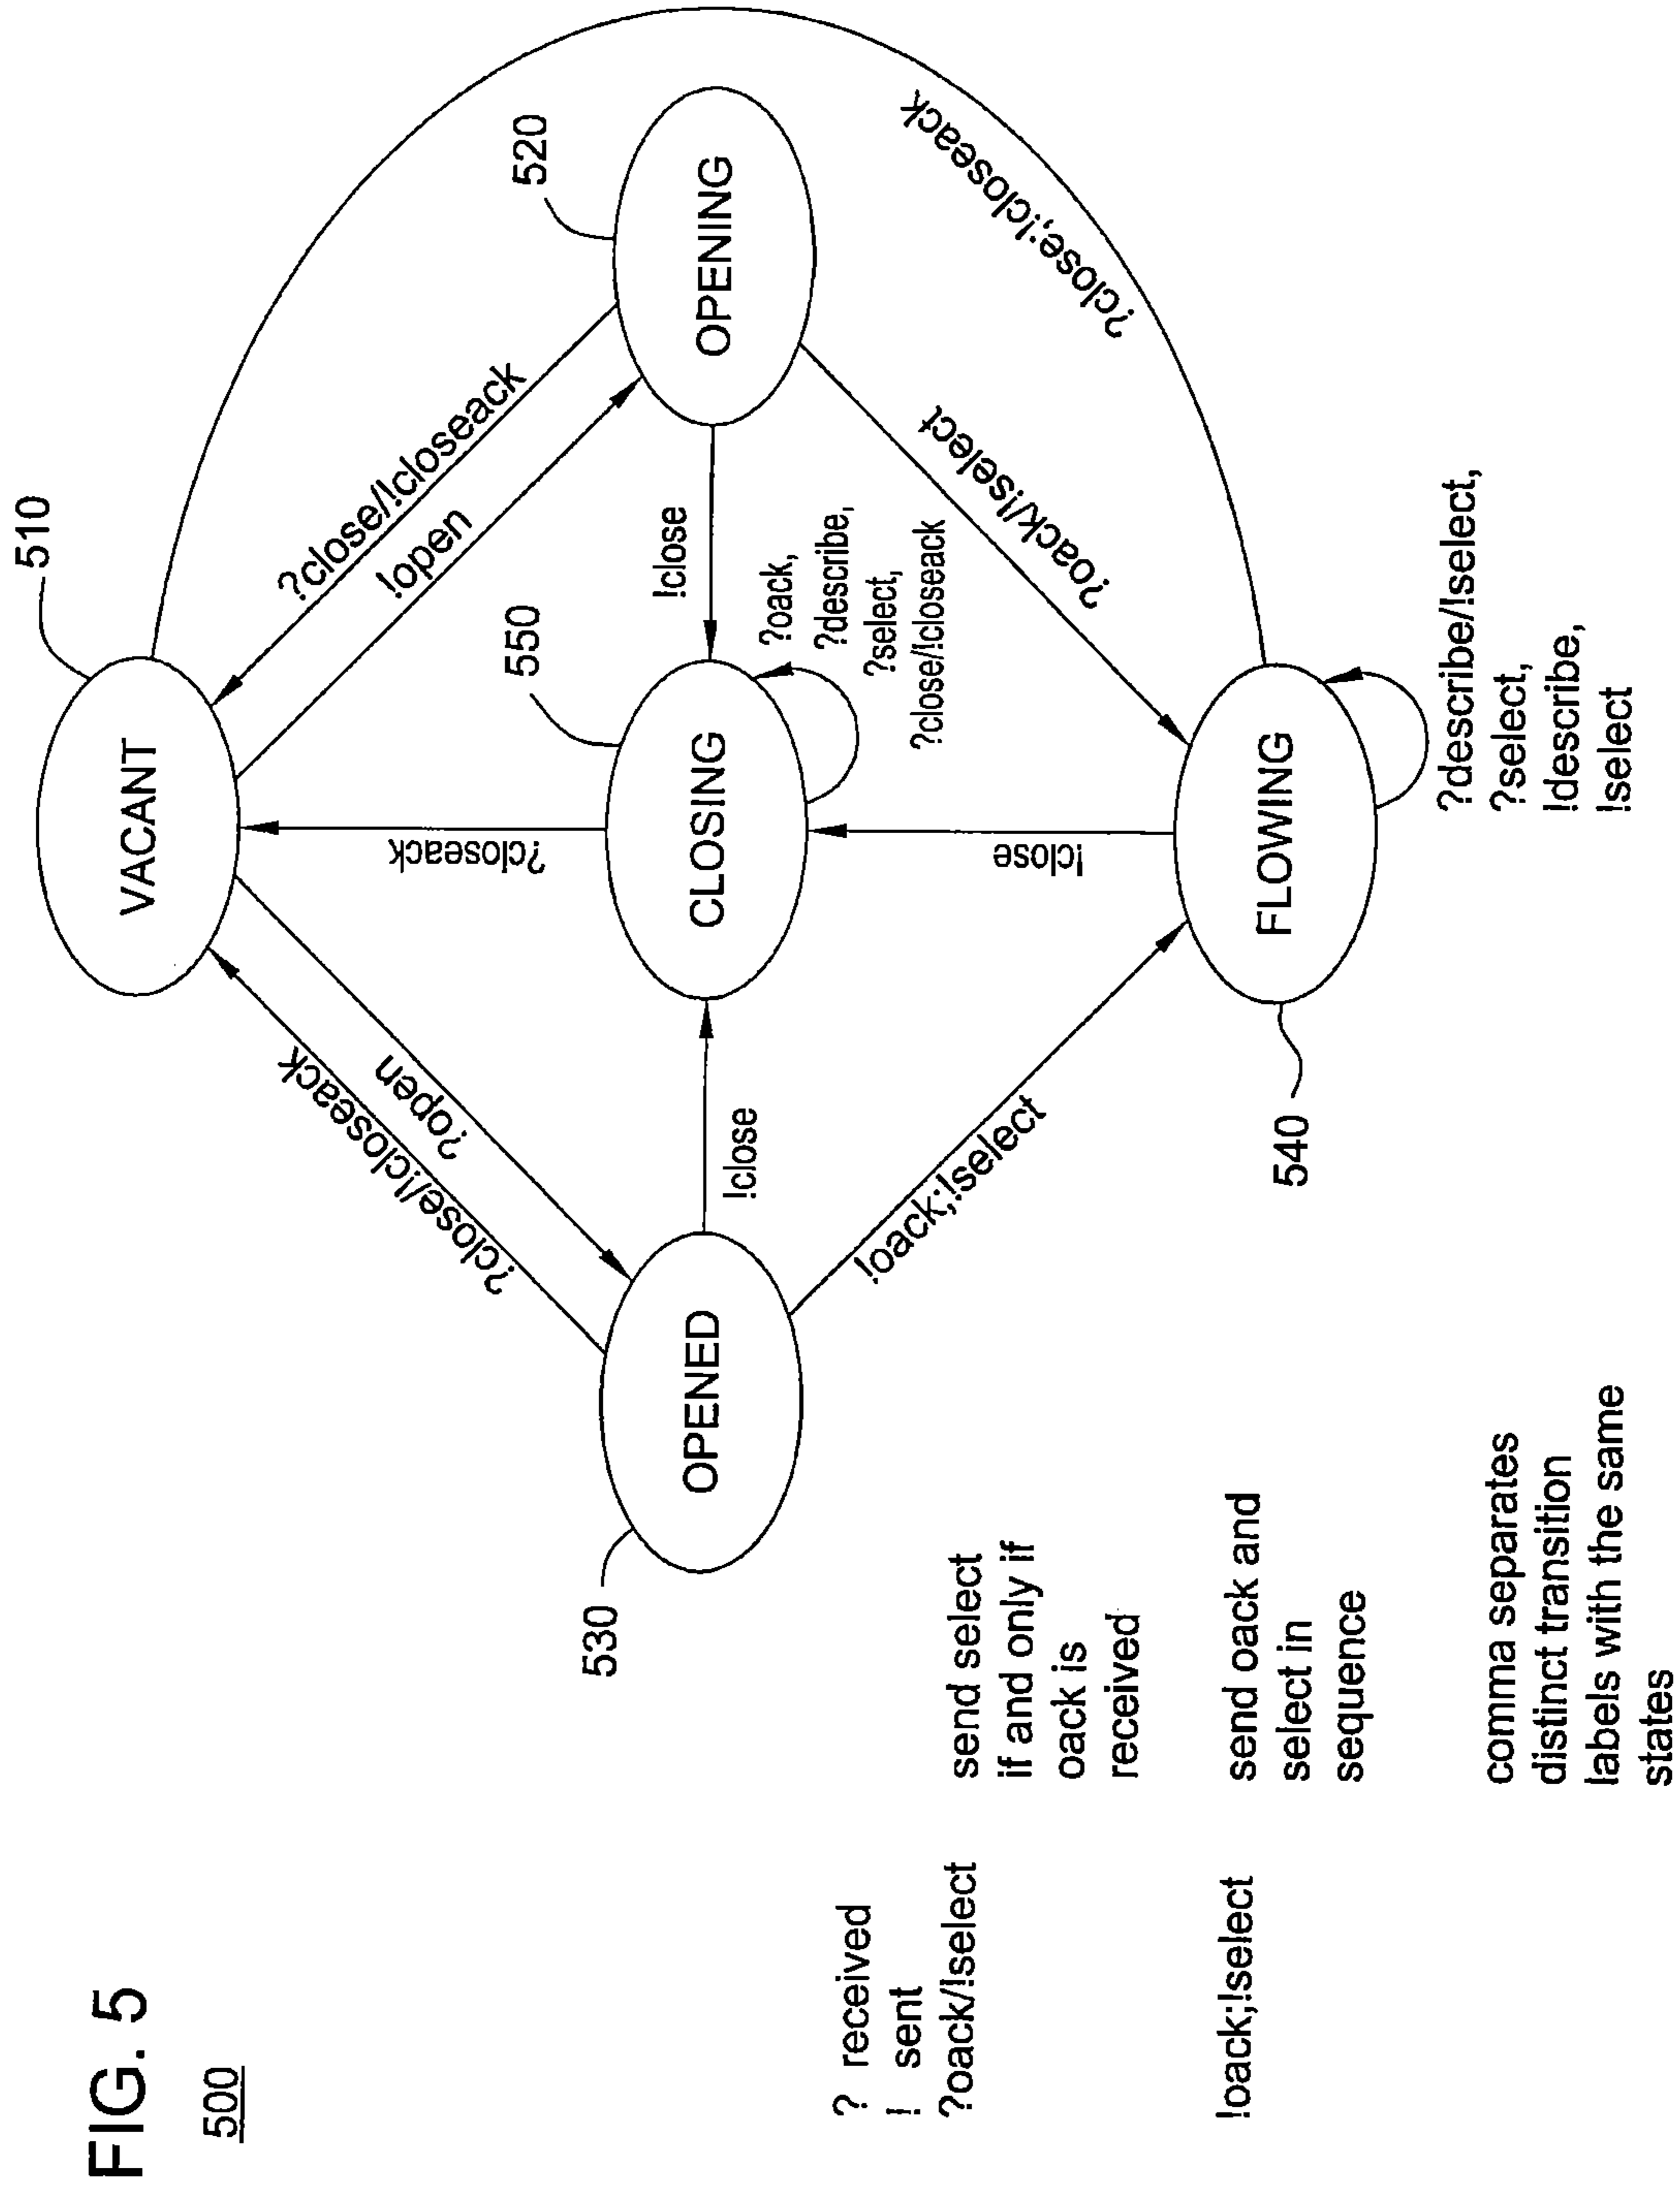 FIG. 5
500
510
VACANT
?close/!closeack
!open
520
OPENING
?close/!closeack
?open
?closeack
550
CLOSING
!close
?oack,
?describe,
?select,
?close/!closeack
?close;!closeack
530
OPENED
!close
!close
?oack/!select
!oack;!select
540
FLOWING
?describe/!select,
?select,
!describe,
!select
? received
! sent
?oack/!select
send select
if and only if
oack is
received
!oack;!select
send oack and
select in
sequence
comma separates
distinct transition
labels with the same
states